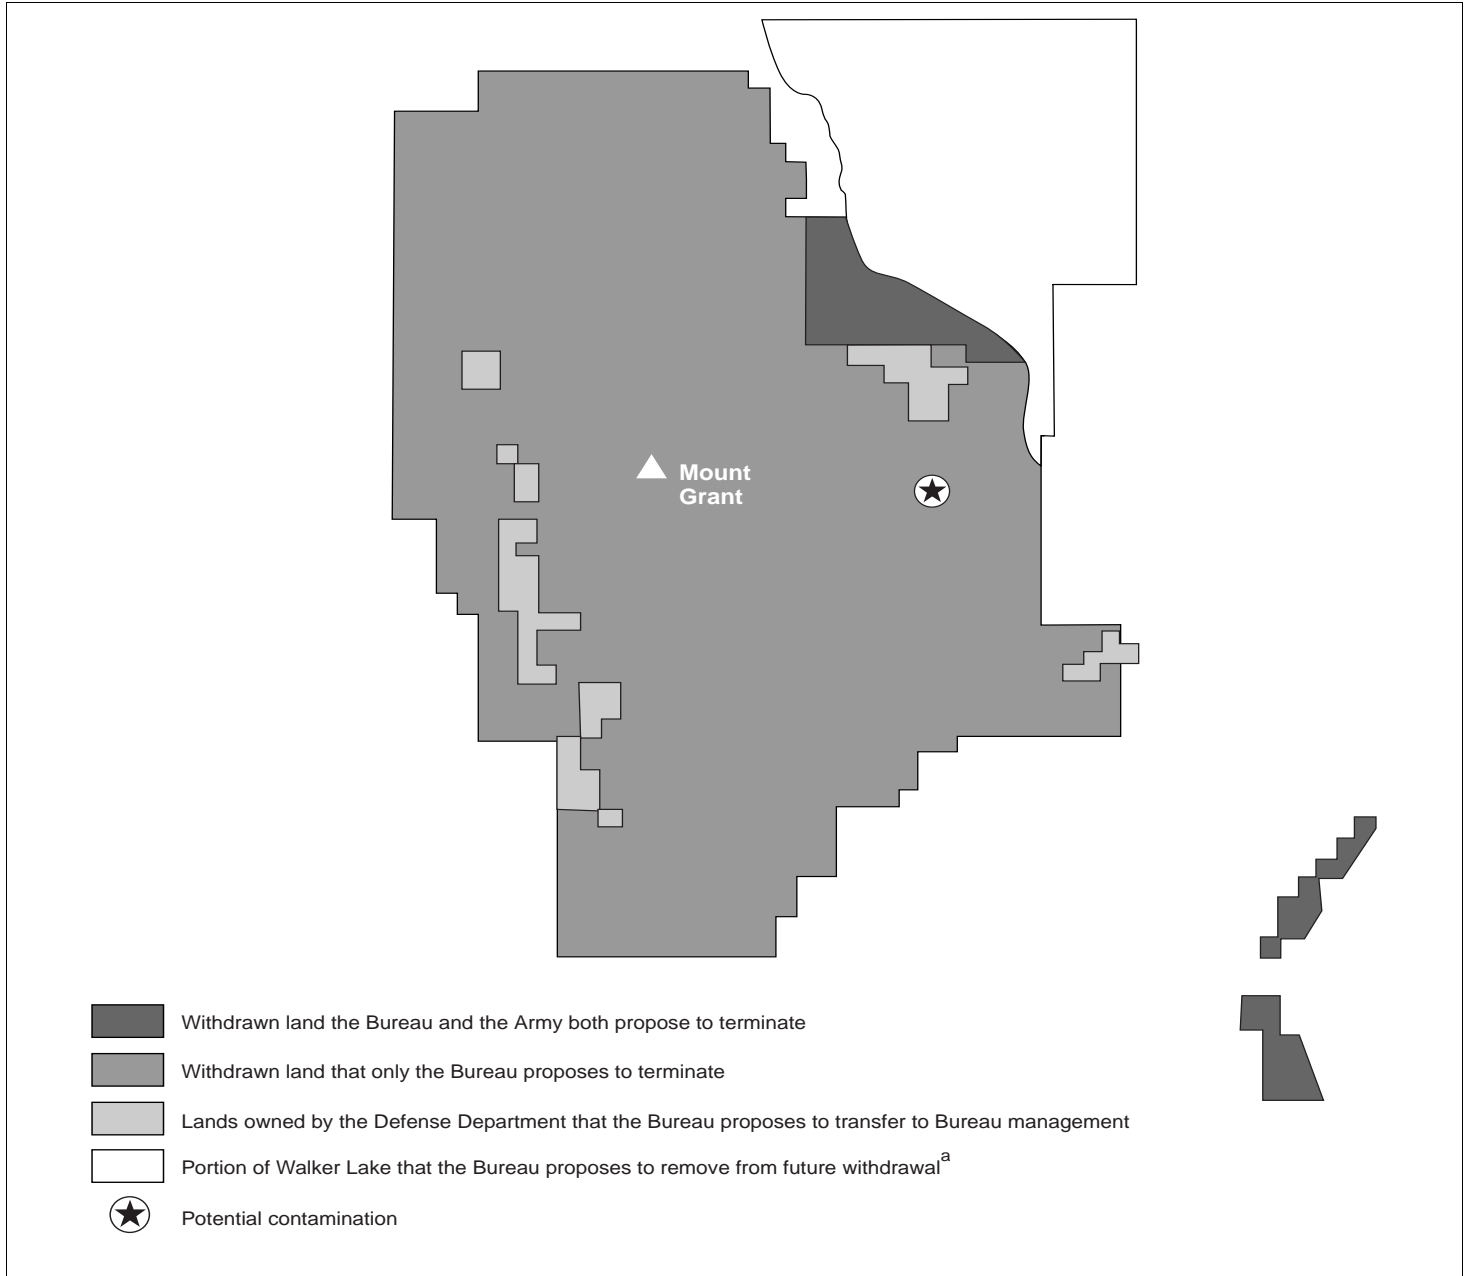 Mount
Grant
Withdrawn land the Bureau and the Army both propose to terminate
Withdrawn land that only the Bureau proposes to terminate
Lands owned by the Defense Department that the Bureau proposes to transfer to Bureau management
Portion of Walker Lake that the Bureau proposes to remove from future withdrawal a
Potential contamination